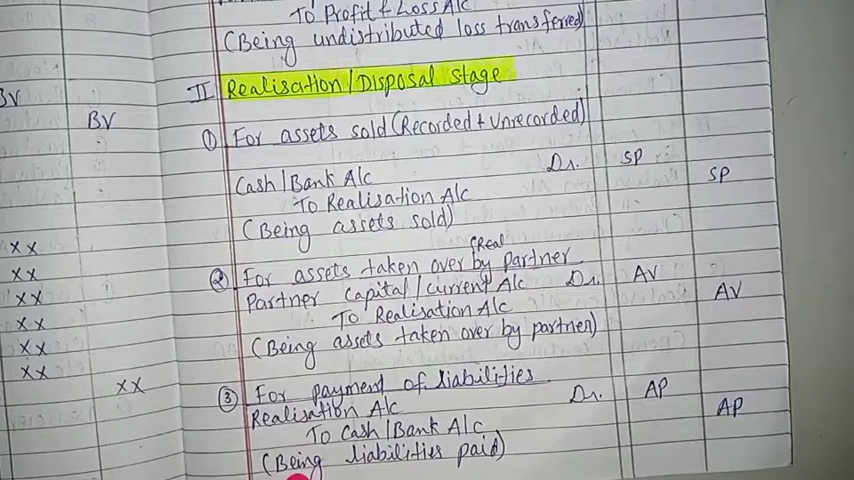 To Profit & Loss A/c
(Being undistributed loss transferred)
II Realisation/Disposal stage
① For assets sold (Recorded + Unrecorded)
Cash/Bank A/c Dr. SP
To Realisation A/c SP
(Being assets sold)
② For assets taken over by partner
Partner Capital/Current A/c Dr. AV
To Realisation A/c AV
(Being assets taken over by partner)
③ For payment of liabilities
Realisation A/c Dr. AP
To Cash/Bank A/c AP
(Being liabilities paid)
BV
BV
XX
XX
XX
XX
XX
XX
XX